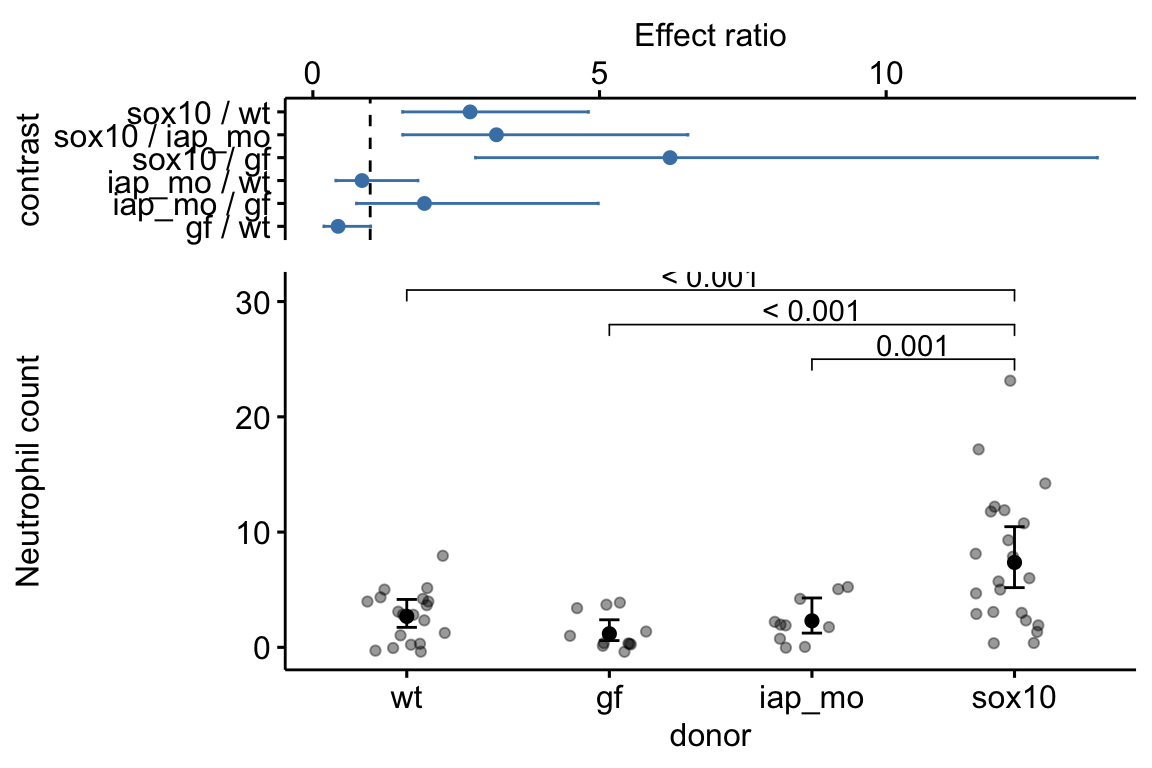 Effect ratio
0 5 10
contrast
sox10 / wt
sox10 / iap_mo
sox10 / gf
iap_mo / wt
iap_mo / gf
gf / wt
Neutrophil count
30
20
10
0
< 0.001
< 0.001
0.001
wt gf iap_mo sox10
donor